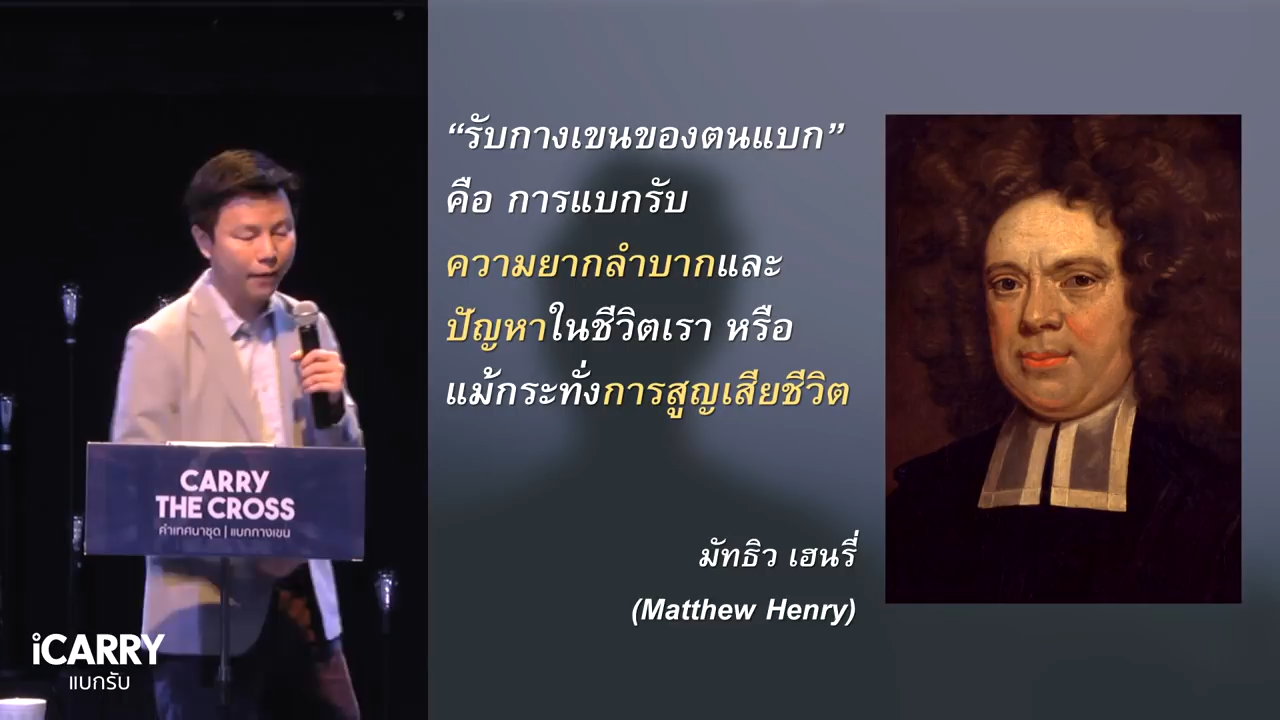 “รับกางเขนของตนแบก”
คือ การแบกรับ
ความยากลำบากและ
ปัญหาในชีวิตเรา หรือ
แม้กระทั่งการสูญเสียชีวิต
มัทธิว เฮนรี่
(Matthew Henry)
CARRY
THE CROSS
คำเทศนาชุด | แบกกางเขน
iCARRY
แบกรับ